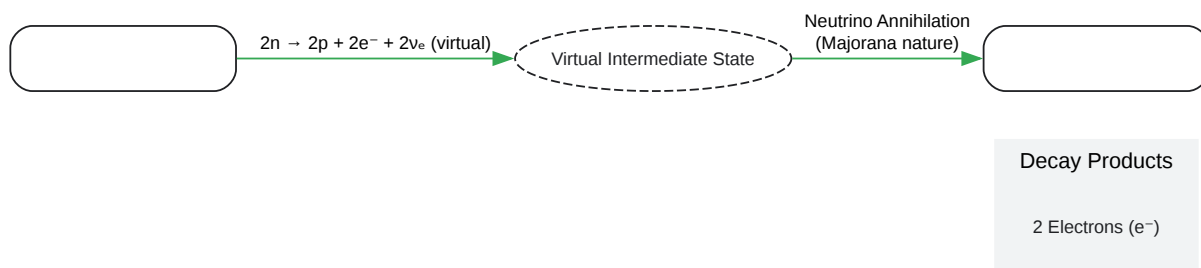 2n → 2p + 2e⁻ + 2νₑ (virtual)
Virtual Intermediate State
Neutrino Annihilation
(Majorana nature)
Decay Products
2 Electrons (e⁻)